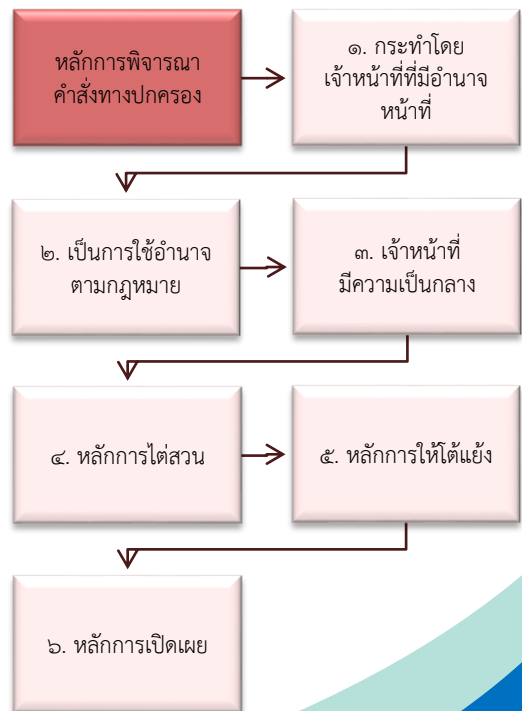 หลักการพิจารณา
คำสั่งทางปกครอง
๑. กระทำโดย
เจ้าหน้าที่ที่มีอำนาจ
หน้าที่
๒. เป็นการใช้อำนาจ
ตามกฎหมาย
๓. เจ้าหน้าที่
มีความเป็นกลาง
๔. หลักการไต่สวน
๕. หลักการให้โต้แย้ง
๖. หลักการเปิดเผย